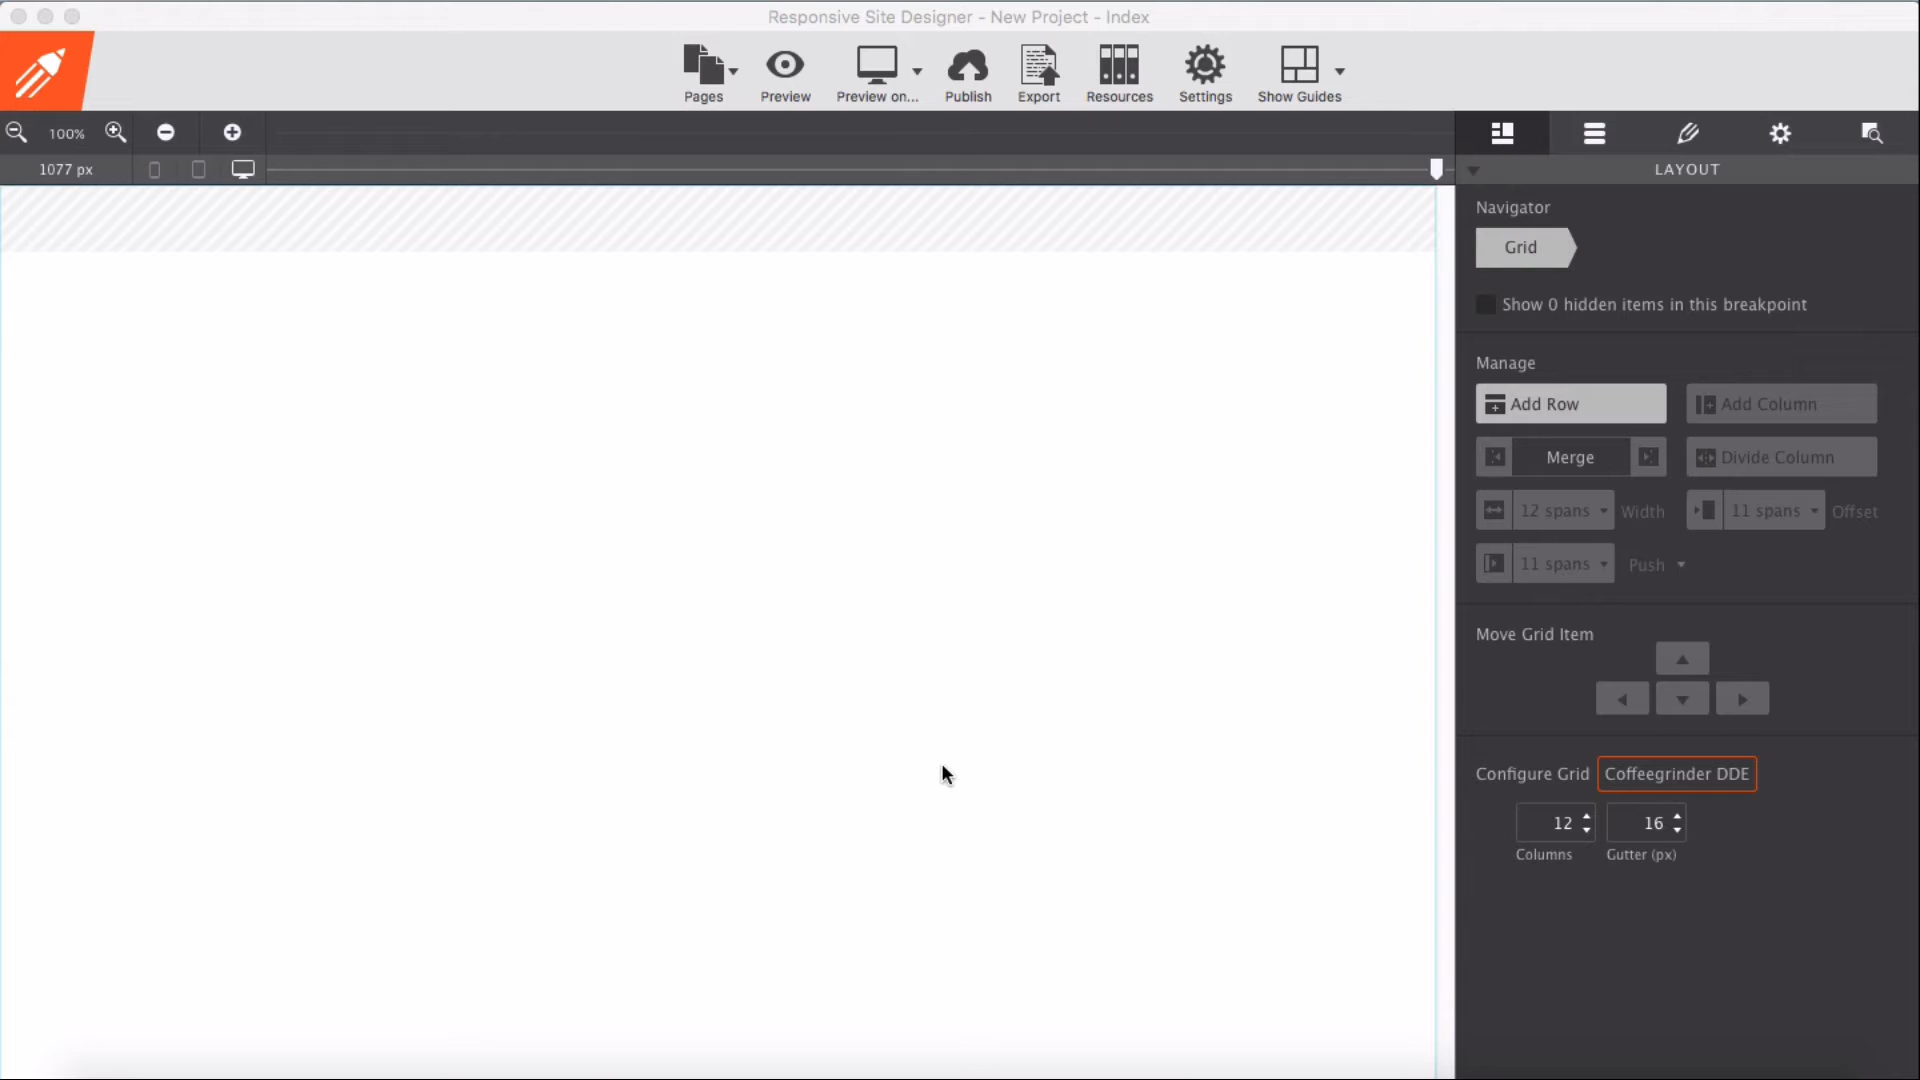 Responsive Site Designer - New Project - Index
Pages
Preview
Preview on...
Publish
Export
Resources
Settings
Show Guides
100%
1077 px
LAYOUT
Navigator
Grid
Show 0 hidden items in this breakpoint
Manage
Add Row
Add Column
Merge
Divide Column
12 spans
Width
11 spans
Offset
11 spans
Push
Move Grid Item
Configure Grid
Coffeegrinder DDE
12
16
Columns
Gutter (px)